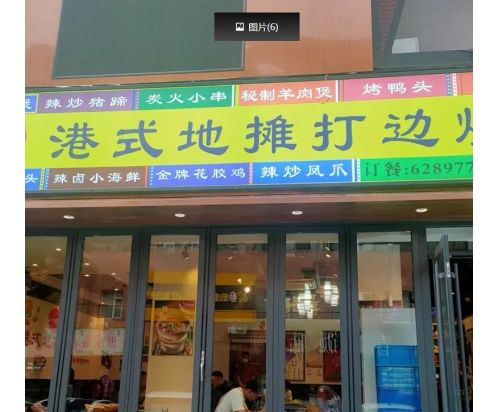 图片(6)
辣炒猪蹄 炭火小串 秘制羊肉煲 烤鸭头
港式地摊打边炉
头 辣卤小海鲜 金牌花胶鸡 辣炒凤爪 订餐:628977